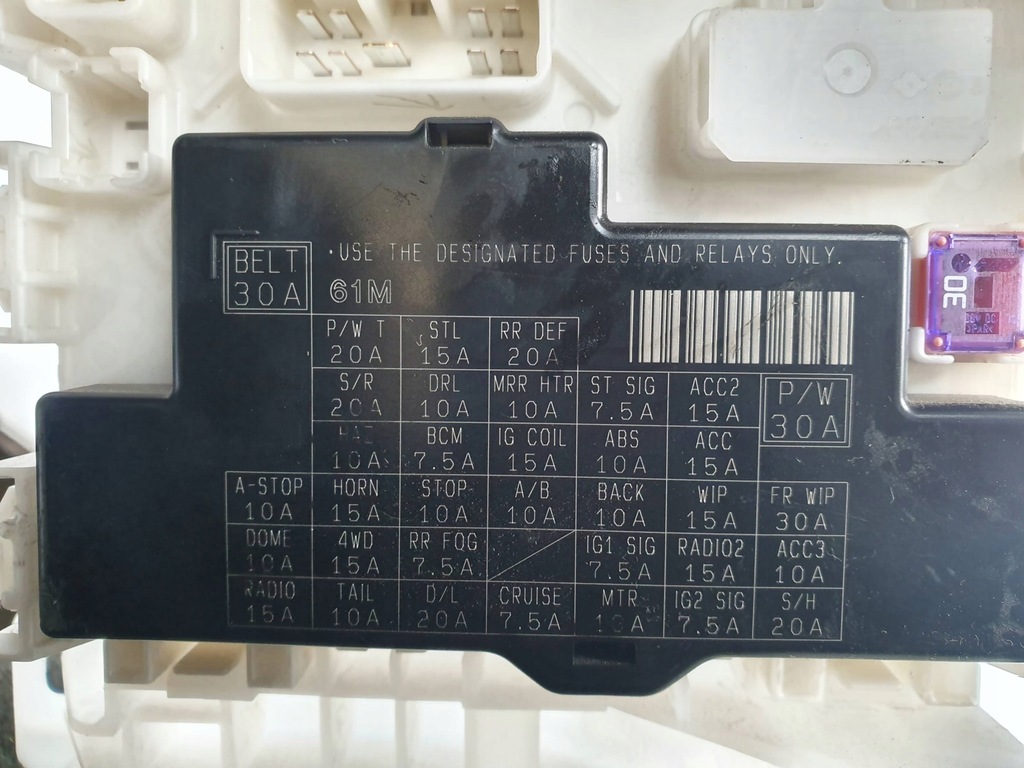 BELT
30A
·USE THE DESIGNATED FUSES AND RELAYS ONLY.
61M
P/W T STL RR DEF
20A 15A 20A
S/R DRL MRR HTR ST SIG ACC2
20A 10A 10A 7.5A 15A
P/W
30A
HAZ BCM IG COIL ABS ACC
10A 7.5A 15A 10A 15A
A-STOP HORN STOP A/B BACK WIP FR WIP
10A 15A 10A 10A 10A 15A 30A
DOME 4WD RR FOG IG1 SIG RADIO2 ACC3
10A 15A 7.5A 7.5A 15A 10A
RADIO TAIL D/L CRUISE MTR IG2 SIG S/H
15A 10A 20A 7.5A 10A 7.5A 20A
30